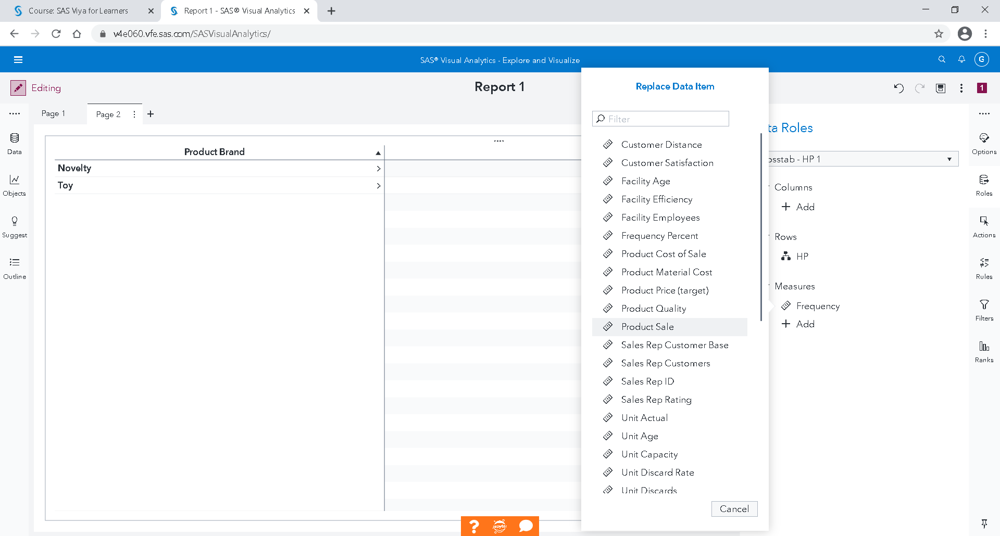 Course: SAS Viya for Learners
Report 1 - SAS® Visual Analytics
v4e060.vfe.sas.com/SASVisualAnalytics/
SAS® Visual Analytics - Explore and Visualize
G
Editing
Report 1
1
Page 1
Page 2
Data
Objects
Suggest
Outline
Product Brand
Novelty
Toy
Replace Data Item
Filter
Customer Distance
Customer Satisfaction
Facility Age
Facility Efficiency
Facility Employees
Frequency Percent
Product Cost of Sale
Product Material Cost
Product Price (target)
Product Quality
Product Sale
Sales Rep Customer Base
Sales Rep Customers
Sales Rep ID
Sales Rep Rating
Unit Actual
Unit Age
Unit Capacity
Unit Discard Rate
Unit Discards
Cancel
ta Roles
osstab - HP 1
Columns
Add
Rows
HP
Measures
Frequency
Add
Options
Roles
Actions
Rules
Filters
Ranks
?
jupyter